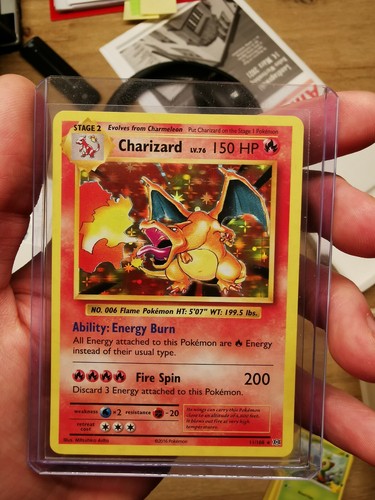 STAGE 2 Evolves from Charmeleon Put Charizard on the Stage 1 Pokémon
Charizard LV.76 150 HP
NO. 006 Flame Pokémon HT: 5'07" WT: 199.5 lbs.
Ability: Energy Burn
All Energy attached to this Pokémon are Energy
instead of their usual type.
Fire Spin 200
Discard 3 Energy attached to this Pokémon.
weakness ×2 resistance -20
retreat
cost
©2016 Pokémon